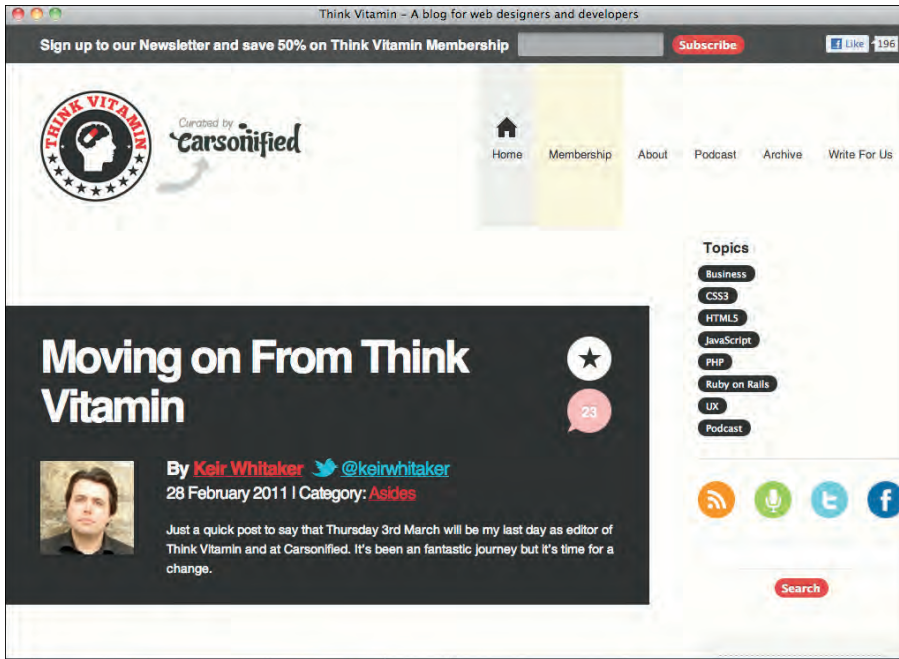 Think Vitamin – A blog for web designers and developers
Sign up to our Newsletter and save 50% on Think Vitamin Membership
Subscribe
Like
196
THINK VITAMIN
Curated by
Carsonified
Home
Membership
About
Podcast
Archive
Write For Us
Topics
Business
CSS3
HTML5
JavaScript
PHP
Ruby on Rails
UX
Podcast
Moving on From Think
Vitamin
23
By Keir Whitaker @keirwhitaker
28 February 2011 | Category: Asides
Just a quick post to say that Thursday 3rd March will be my last day as editor of
Think Vitamin and at Carsonified. It's been an fantastic journey but it's time for a
change.
Search